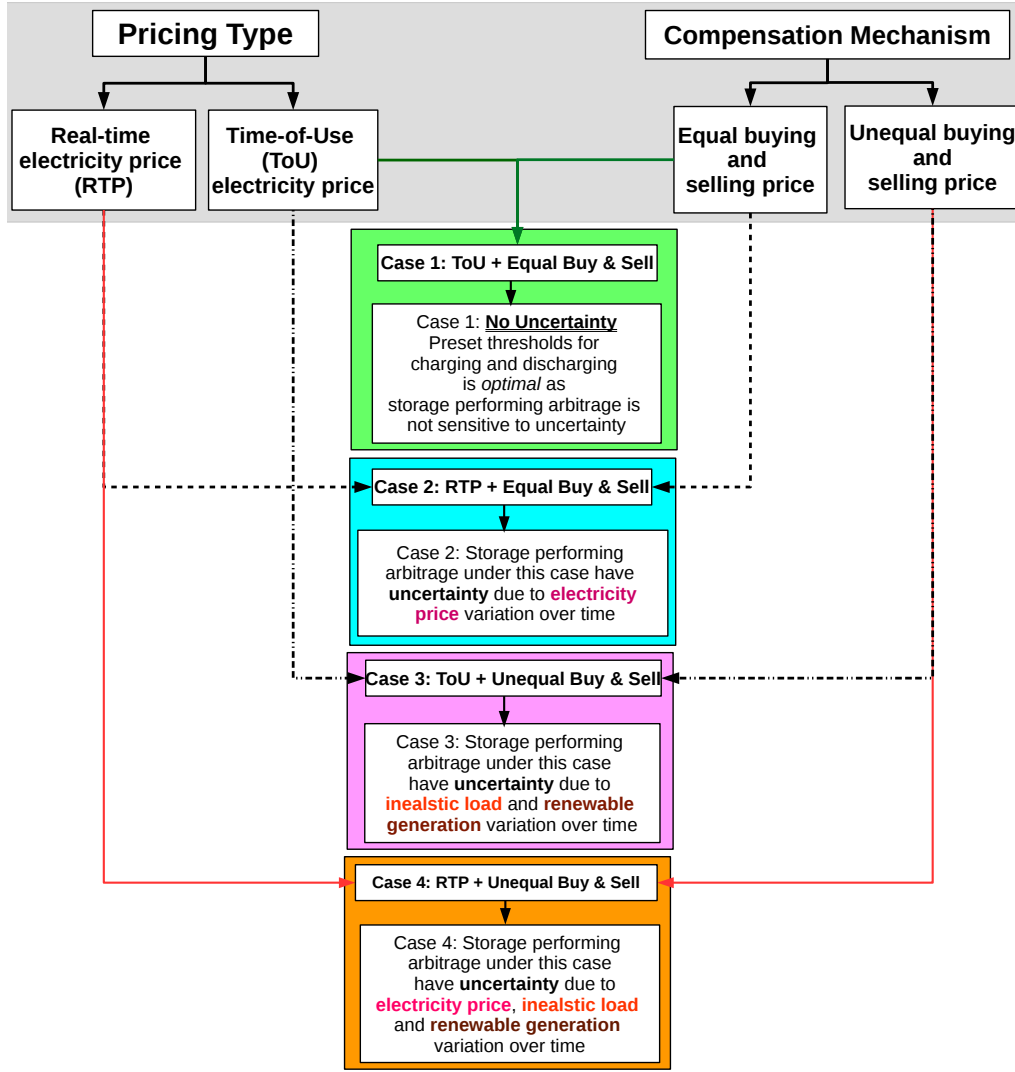 Pricing Type
Compensation Mechanism
Real-time
electricity price
(RTP)
Time-of-Use
(ToU)
electricity price
Equal buying
and
selling price
Unequal buying
and
selling price
Case 1: ToU + Equal Buy & Sell
Case 1: No Uncertainty
Preset thresholds for
charging and discharging
is optimal as
storage performing arbitrage is
not sensitive to uncertainty
Case 2: RTP + Equal Buy & Sell
Case 2: Storage performing
arbitrage under this case have
uncertainty due to electricity
price variation over time
Case 3: ToU + Unequal Buy & Sell
Case 3: Storage performing
arbitrage under this case
have uncertainty due to
inealstic load and renewable
generation variation over time
Case 4: RTP + Unequal Buy & Sell
Case 4: Storage performing
arbitrage under this case
have uncertainty due to
electricity price, inealstic load
and renewable generation
variation over time